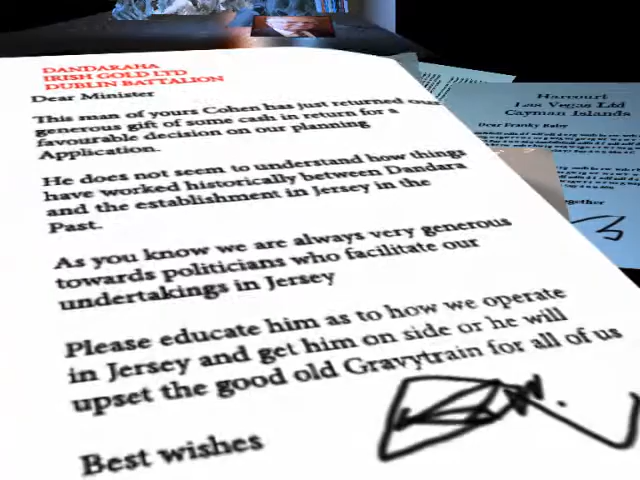 DANDARAHA
IRISH GOLD LTD
DUBLIN BATTALION
Dear Minister
This man of yours Cohen has just returned our
generous gift of some cash in return for a
favourable decision on our planning
Application.
He does not seem to understand how things
have worked historically between Dandara
and the establishment in Jersey in the
Past.
As you know we are always very generous
towards politicians who facilitate our
undertakings in Jersey
Please educate him as to how we operate
in Jersey and get him on side or he will
upset the good old Gravytrain for all of us
Best wishes
Harcourt
Las Vegas Ltd
Cayman Islands
Dear Franky Baby
together